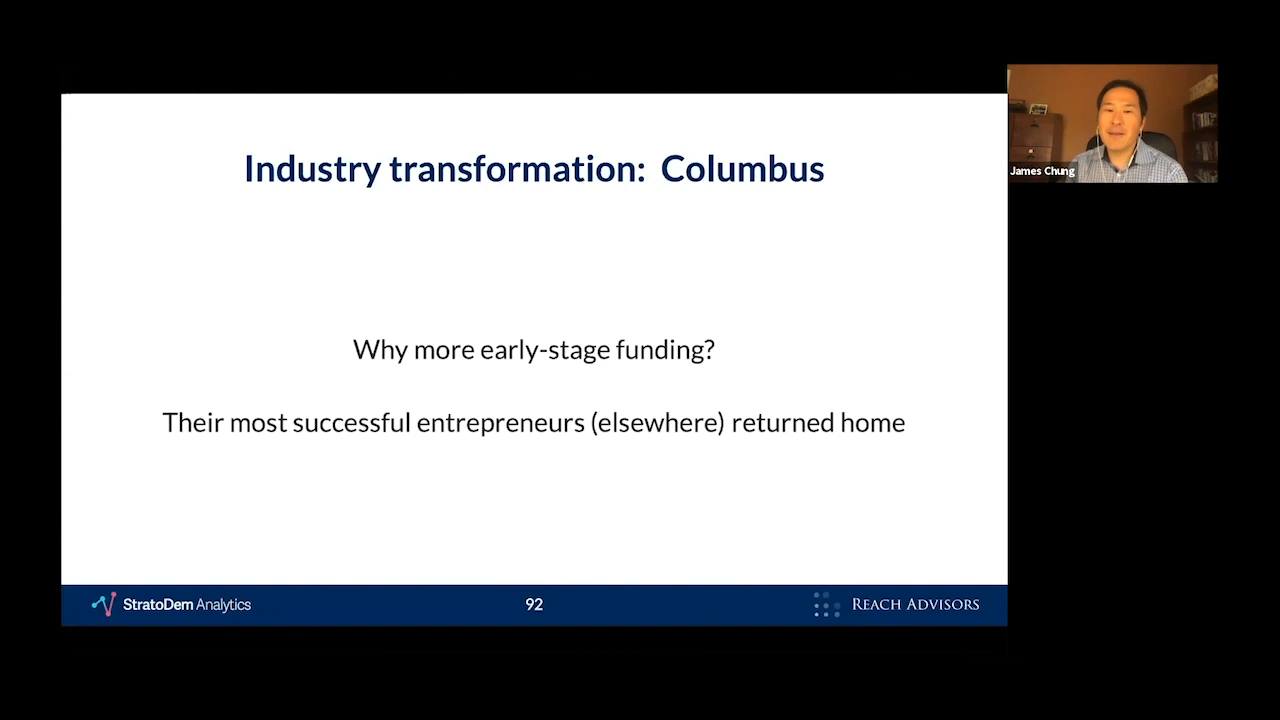 Industry transformation: Columbus
James Chung
Why more early-stage funding?
Their most successful entrepreneurs (elsewhere) returned home
StratoDem Analytics
92
REACH ADVISORS